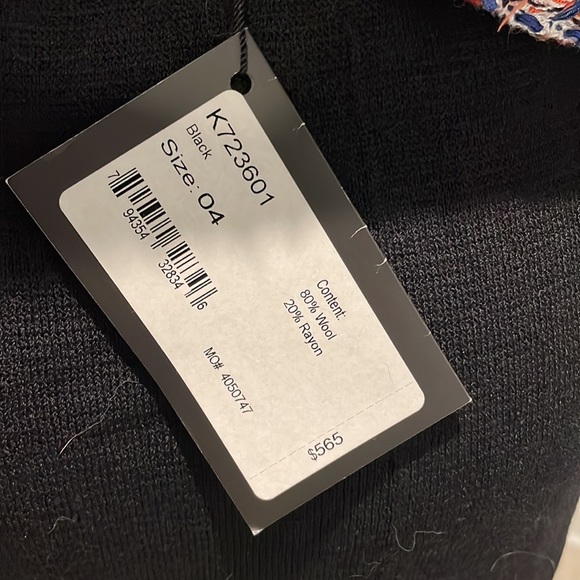 K723601
Black
Size: 04
7 94354 32834 6
Content:
80% Wool
20% Rayon
MO# 4050747
$565